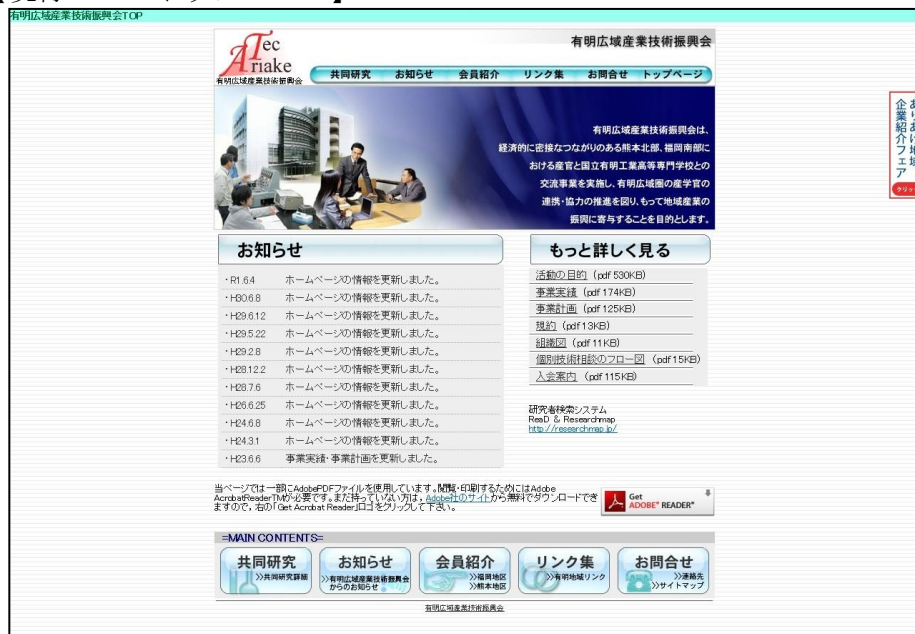 有明広域産業技術振興会TOP
Tec
Ariake
有明広域産業技術振興会
有明広域産業技術振興会
共同研究 お知らせ 会員紹介 リンク集 お問合せ トップページ
有明広域産業技術振興会は、
経済的に密接なつながりのある熊本北部、福岡南部に
おける産官と国立有明工業高等専門学校との
交流事業を実施し、有明広域圏の産学官の
連携・協力の推進を図り、もって地域産業の
振興に寄与することを目的とします。
企業紹介フェア
お知らせ
・R1.6.4 ホームページの情報を更新しました。
・H30.6.8 ホームページの情報を更新しました。
・H29.6.12 ホームページの情報を更新しました。
・H29.5.22 ホームページの情報を更新しました。
・H29.2.8 ホームページの情報を更新しました。
・H28.12.2 ホームページの情報を更新しました。
・H28.7.6 ホームページの情報を更新しました。
・H26.6.25 ホームページの情報を更新しました。
・H24.6.8 ホームページの情報を更新しました。
・H24.3.1 ホームページの情報を更新しました。
・H23.6.6 事業実績・事業計画を更新しました。
もっと詳しく見る
活動の目的 (pdf 530KB)
事業実績 (pdf 174KB)
事業計画 (pdf 125KB)
規約 (pdf 13KB)
組織図 (pdf 11KB)
個別技術相談のフロー図 (pdf 15KB)
入会案内 (pdf 115KB)
研究者検索システム
ReaD & Researchmap
http://researchmap.jp/
当ページでは一部にAdobePDFファイルを使用しています。閲覧・印刷するためにはAdobe
AcrobatReaderTMが必要です。まだ持っていない方は，Adobe社のサイトから無料でダウンロードでき
ますので，右の「Get Acrobat Reader」ロゴをクリックして下さい。
Get
ADOBE® READER®
=MAIN CONTENTS=
共同研究 お知らせ 会員紹介 リンク集 お問合せ
>>共同研究詳細 >>有明広域産業技術振興会 >>福岡地区 >>有明地域リンク >>連絡先
からのお知らせ >>熊本地区 >>サイトマップ
有明広域産業技術振興会